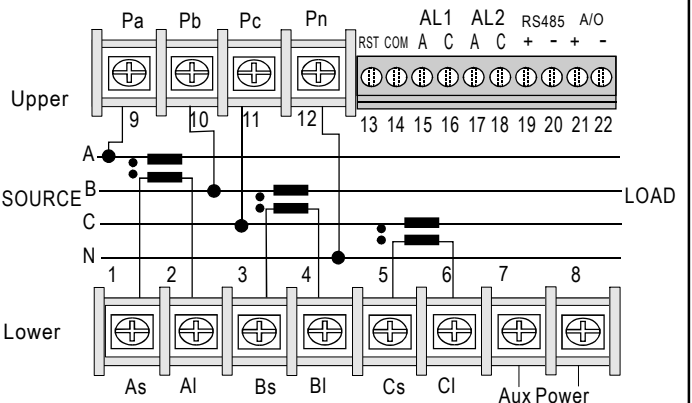 Pa Pb Pc Pn AL1 AL2 RS485 A/O
RST COM A C A C + - + -
Upper
9 10 11 12 13 14 15 16 17 18 19 20 21 22
A
SOURCE B LOAD
C
N
1 2 3 4 5 6 7 8
Lower
As Al Bs Bl Cs Cl Aux Power